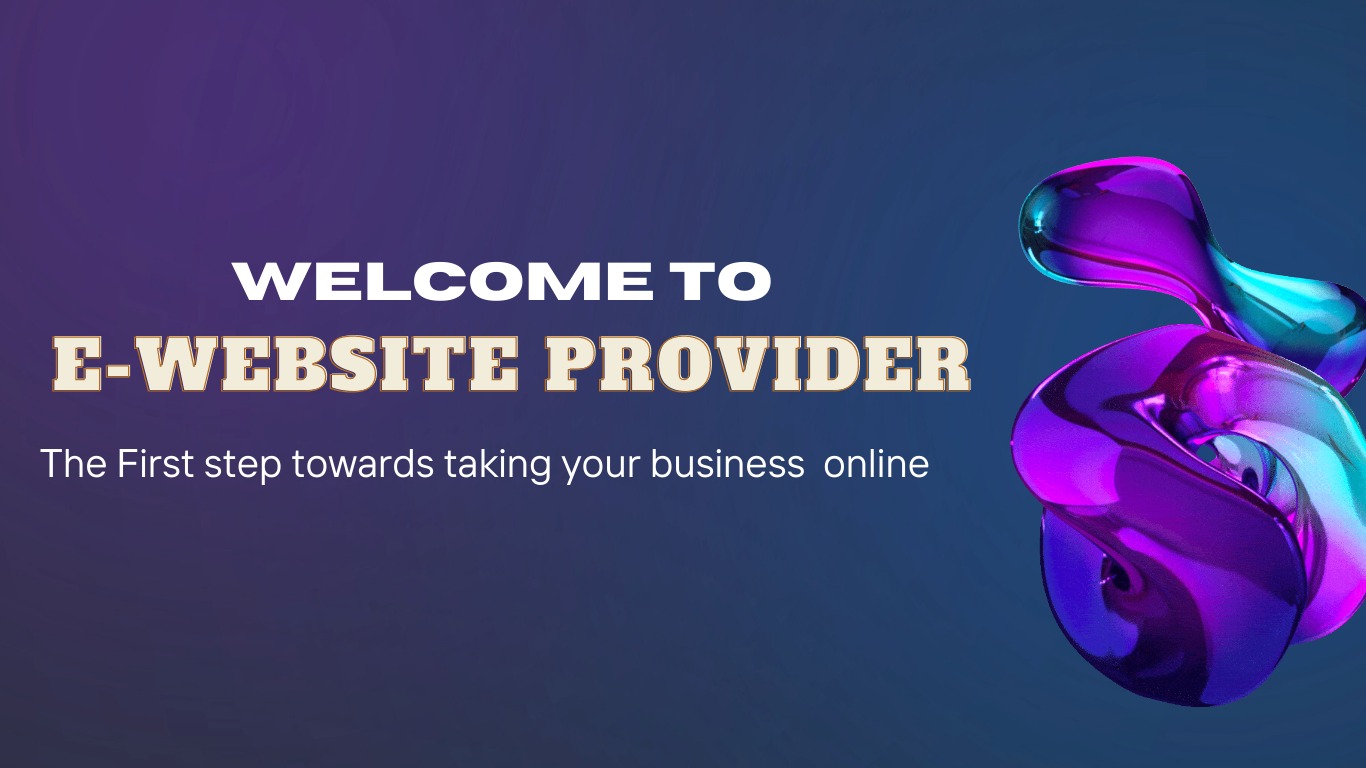 WELCOME TO
E-WEBSITE PROVIDER
The First step towards taking your business  online